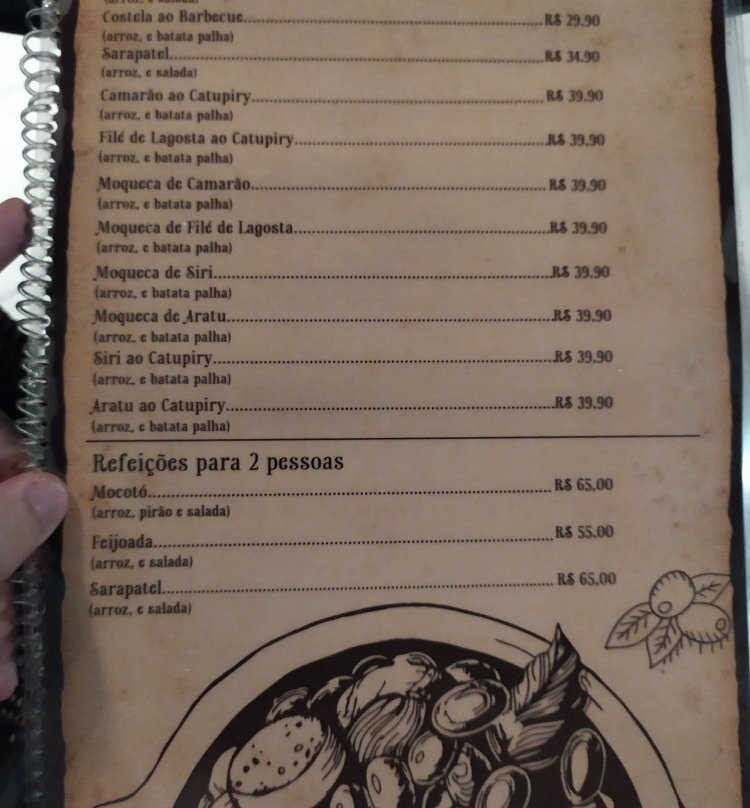 (arroz, e salada)
Costela ao Barbecue........................R$ 29.90
(arroz, e batata palha)
Sarapatel........................R$ 34.90
(arroz, e salada)
Camarão ao Catupiry........................R$ 39.90
(arroz, e batata palha)
Filé de Lagosta ao Catupiry........................R$ 39.90
(arroz, e batata palha)
Moqueca de Camarão........................R$ 39.90
(arroz, e batata palha)
Moqueca de Filé de Lagosta........................R$ 39.90
(arroz, e batata palha)
Moqueca de Siri........................R$ 39.90
(arroz, e batata palha)
Moqueca de Aratu........................R$ 39.90
(arroz, e batata palha)
Siri ao Catupiry........................R$ 39.90
(arroz, e batata palha)
Aratu ao Catupiry........................R$ 39.90
(arroz, e batata palha)
Refeições para 2 pessoas
Mocotó........................R$ 65,00
(arroz, pirão e salada)
Feijoada........................R$ 55.00
(arroz, e salada)
Sarapatel........................R$ 65,00
(arroz, e salada)